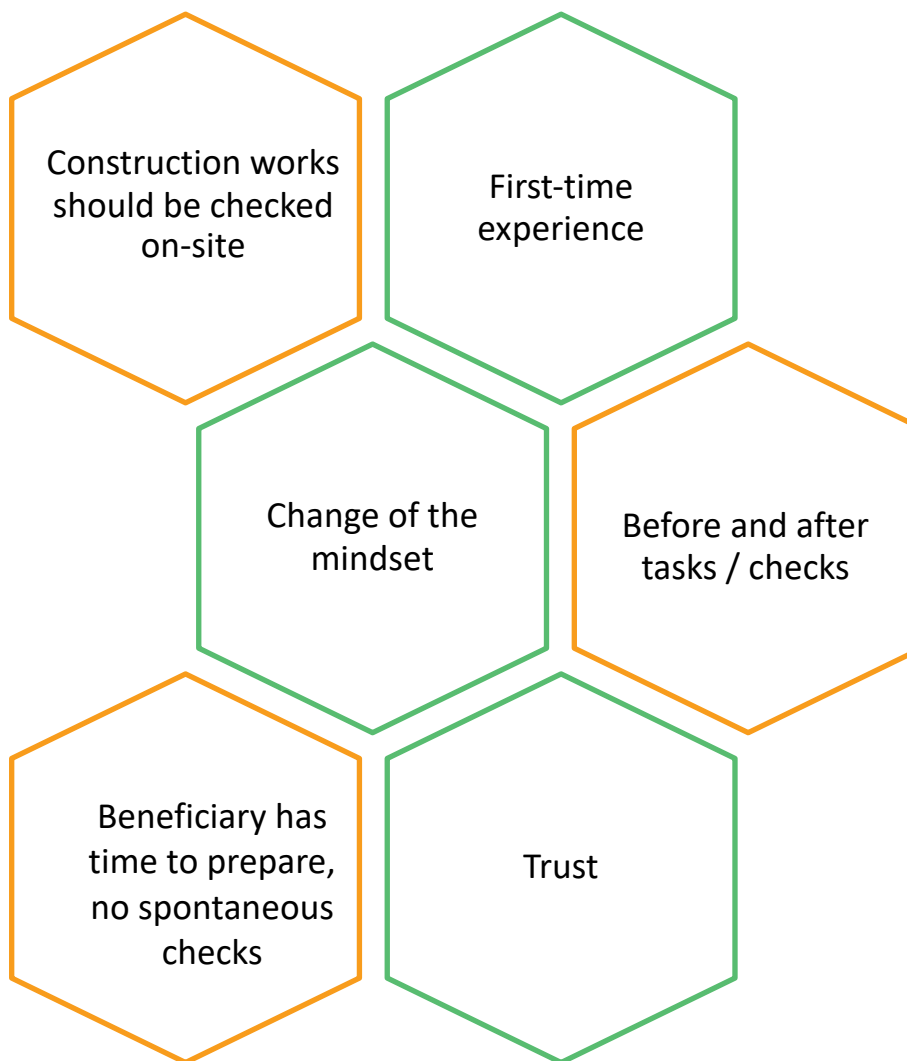 Construction works
should be checked
on-site
First-time
experience
Change of the
mindset
Before and after
tasks / checks
Beneficiary has
time to prepare,
no spontaneous
checks
Trust